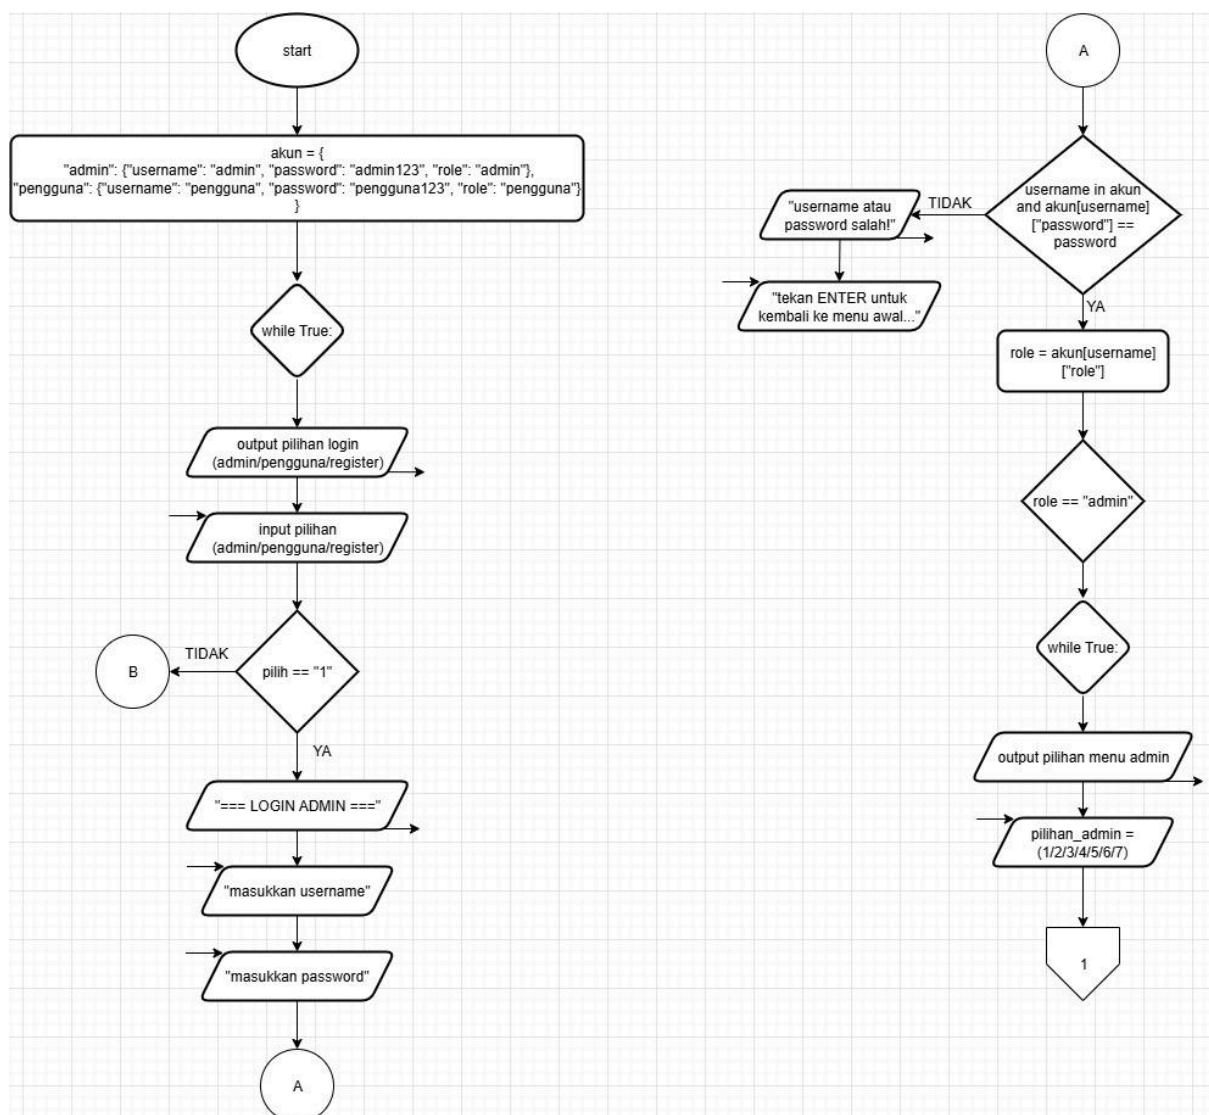 start
akun = {
"admin": {"username": "admin", "password": "admin123", "role": "admin"},
"pengguna": {"username": "pengguna", "password": "pengguna123", "role": "pengguna"}
}
while True:
output pilihan login
(admin/pengguna/register)
input pilihan
(admin/pengguna/register)
pilih == "1"
TIDAK
B
YA
"=== LOGIN ADMIN ==="
"masukkan username"
"masukkan password"
A
A
username in akun
and akun[username]
["password"] ==
password
TIDAK
"username atau
password salah!"
"tekan ENTER untuk
kembali ke menu awal..."
YA
role = akun[username]
["role"]
role == "admin"
while True:
output pilihan menu admin
pilihan_admin =
(1/2/3/4/5/6/7)
1